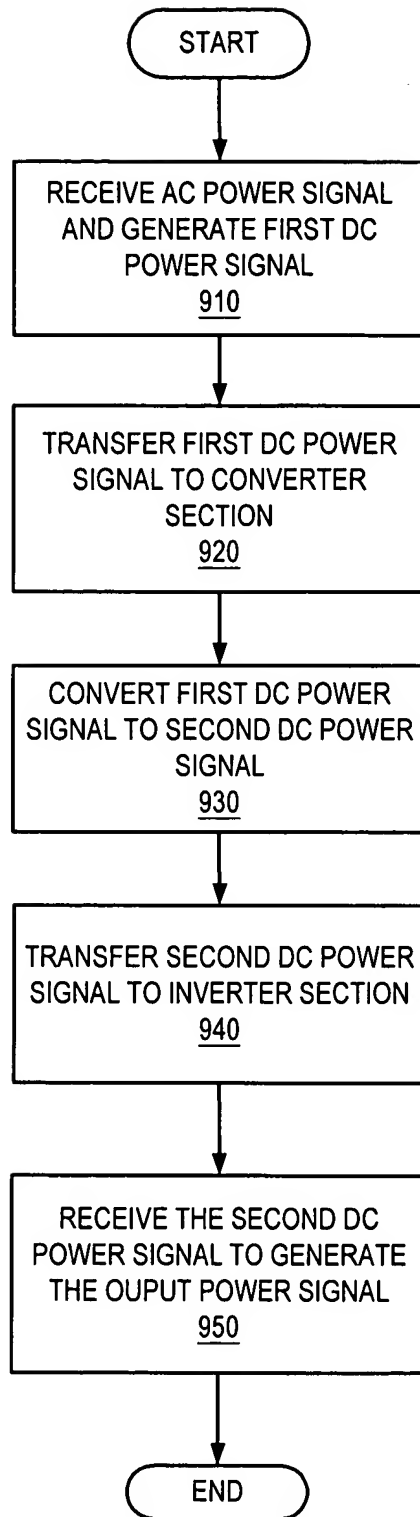 START
RECEIVE AC POWER SIGNAL
AND GENERATE FIRST DC
POWER SIGNAL
910
TRANSFER FIRST DC POWER
SIGNAL TO CONVERTER
SECTION
920
CONVERT FIRST DC POWER
SIGNAL TO SECOND DC POWER
SIGNAL
930
TRANSFER SECOND DC POWER
SIGNAL TO INVERTER SECTION
940
RECEIVE THE SECOND DC
POWER SIGNAL TO GENERATE
THE OUPUT POWER SIGNAL
950
END